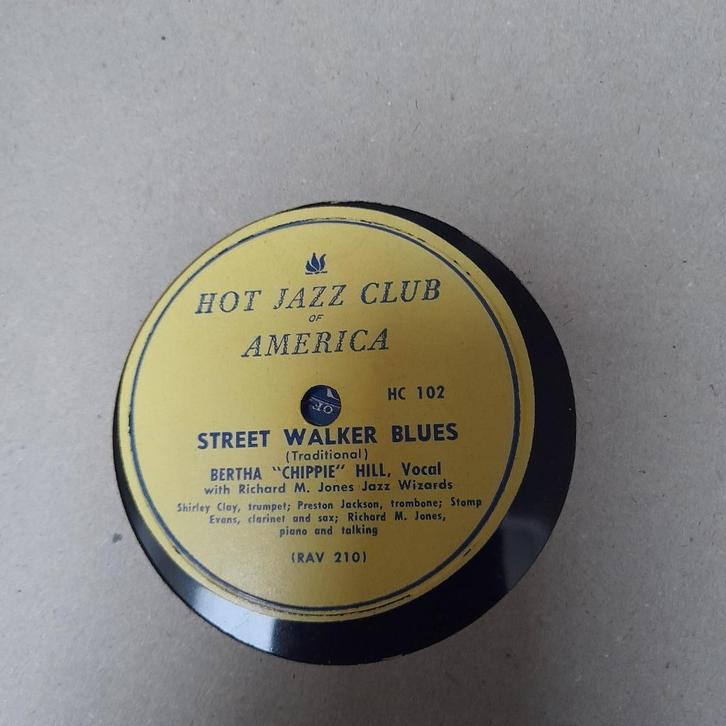 HOT JAZZ CLUB
OF
AMERICA
HC 102
STREET WALKER BLUES
(Traditional)
BERTHA "CHIPPIE" HILL, Vocal
with Richard M. Jones Jazz Wizards
Shirley Clay, trumpet; Preston Jackson, trombone; Stomp
Evans, clarinet and sax; Richard M. Jones,
piano and talking
(RAV 210)